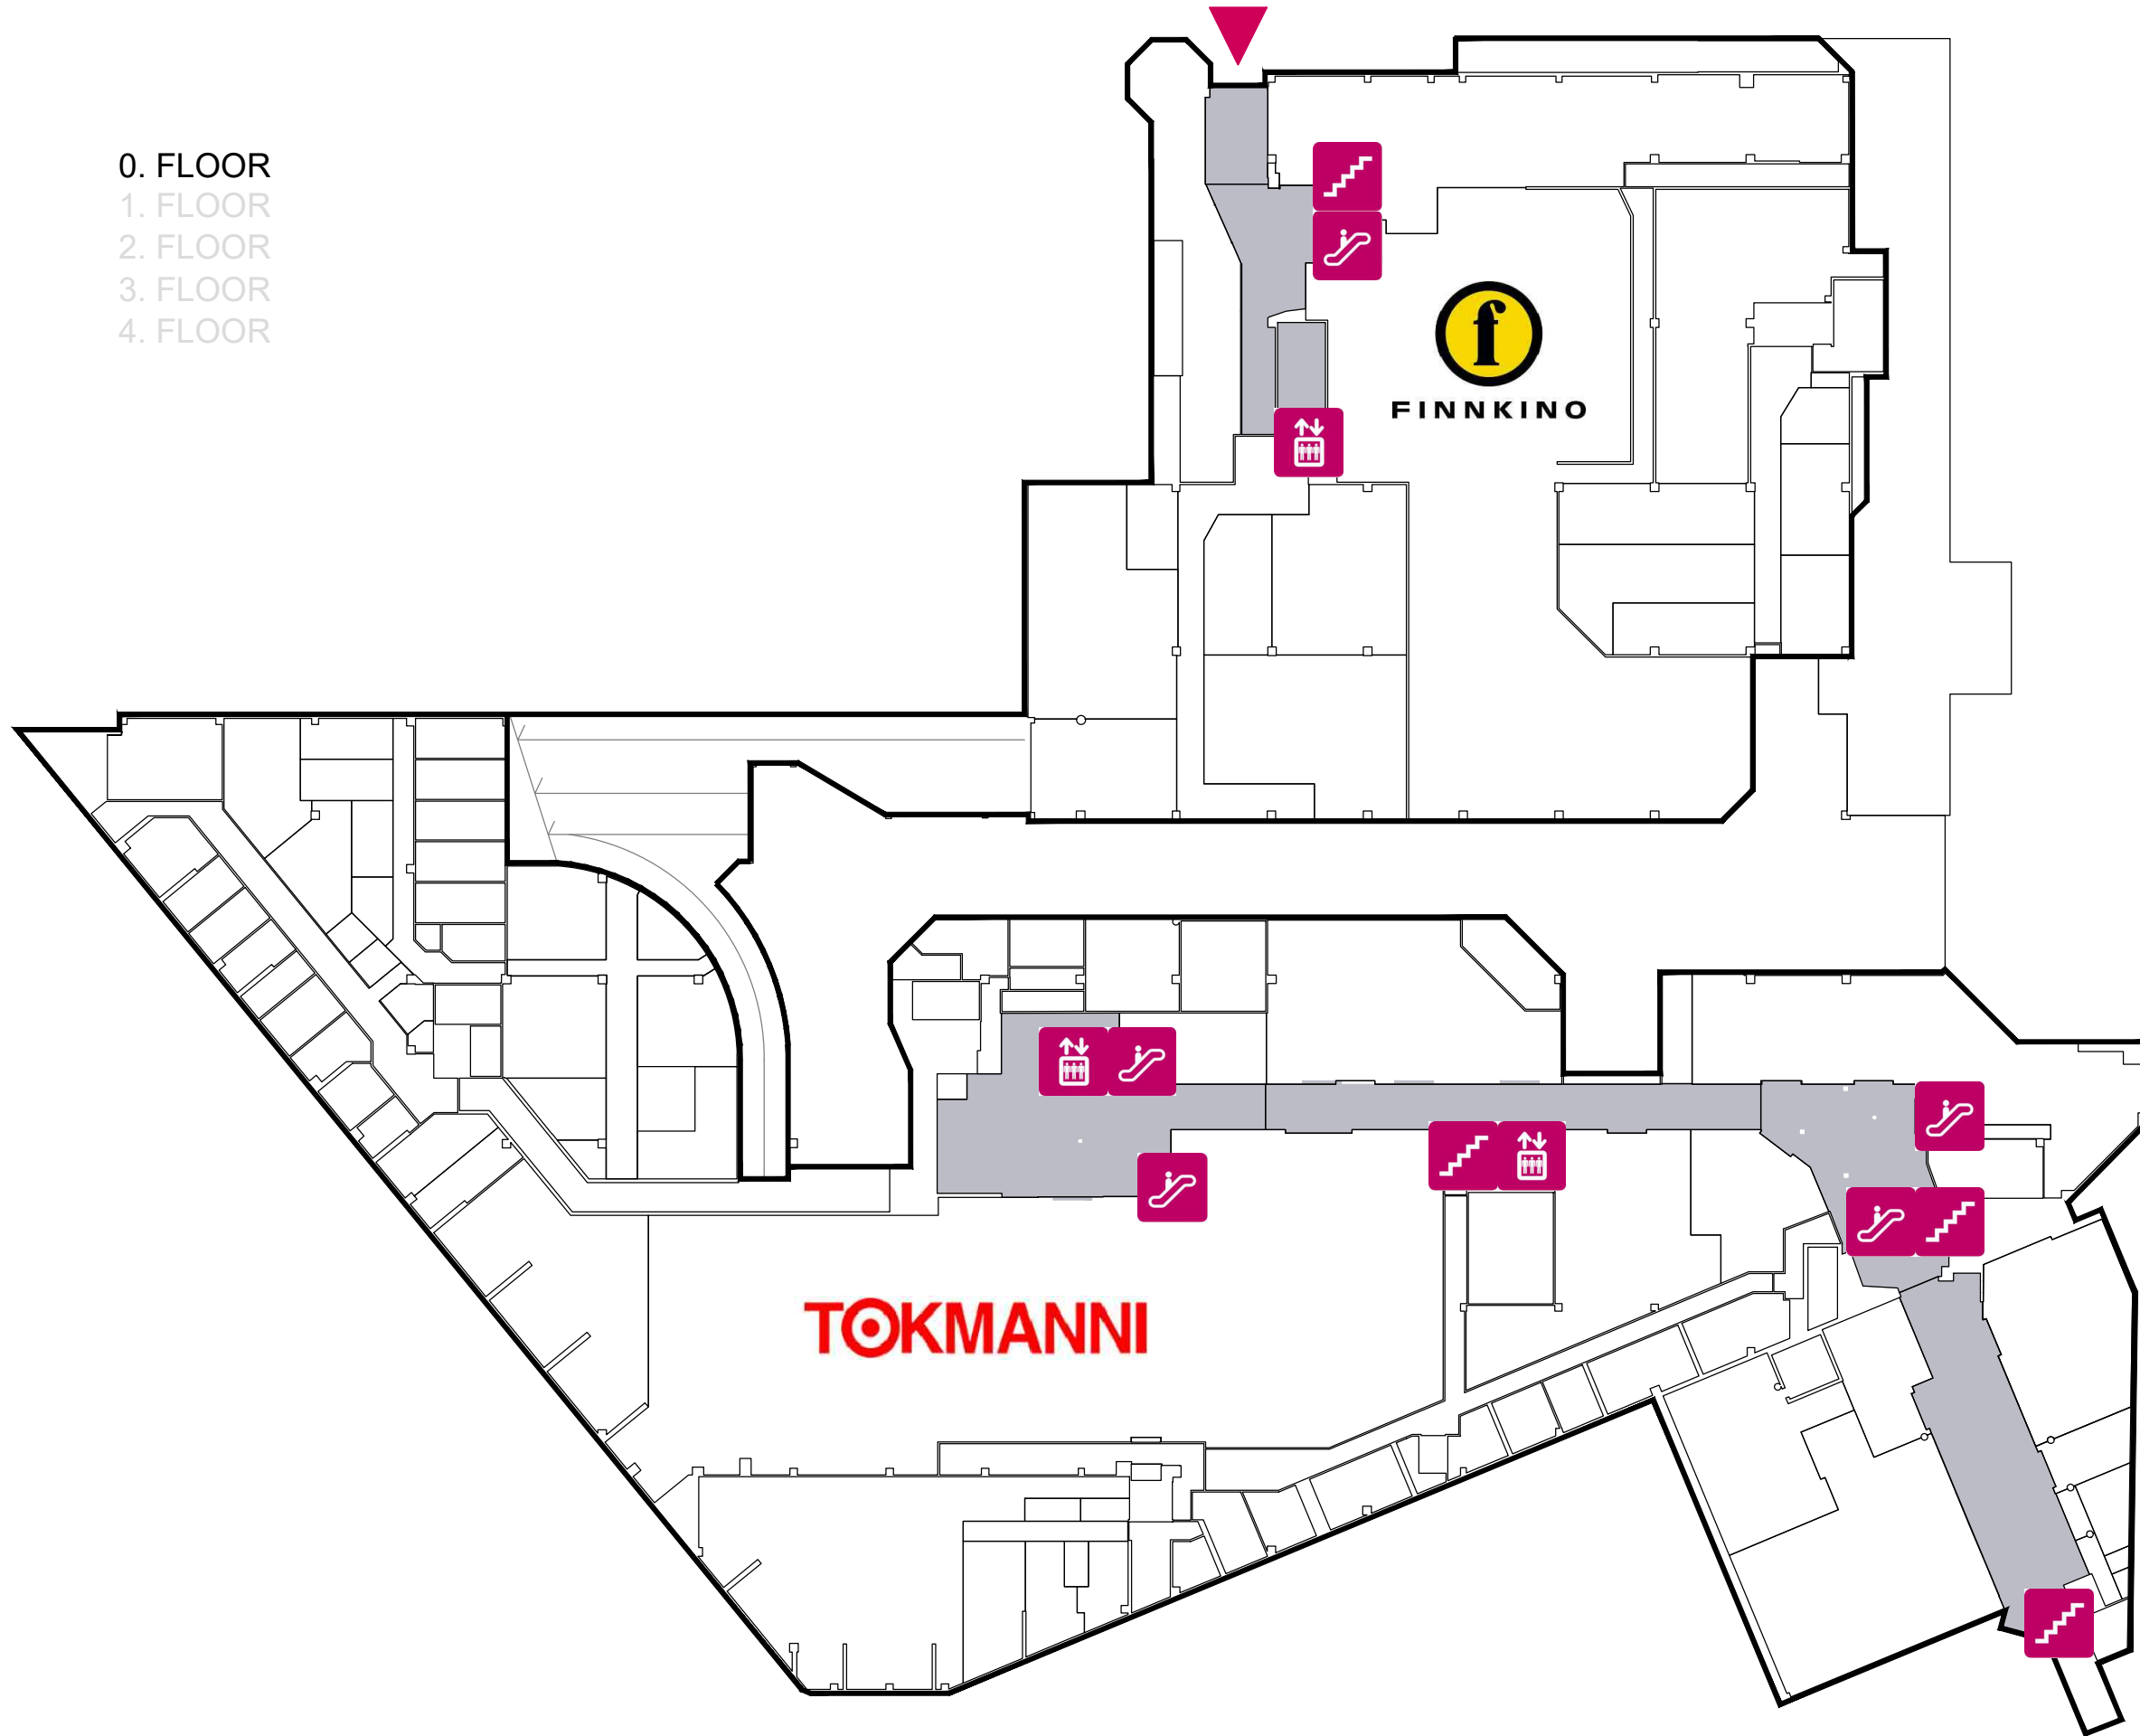 0. FLOOR
1. FLOOR
2. FLOOR
3. FLOOR
4. FLOOR
f
FINNKINO
TOKMANNI